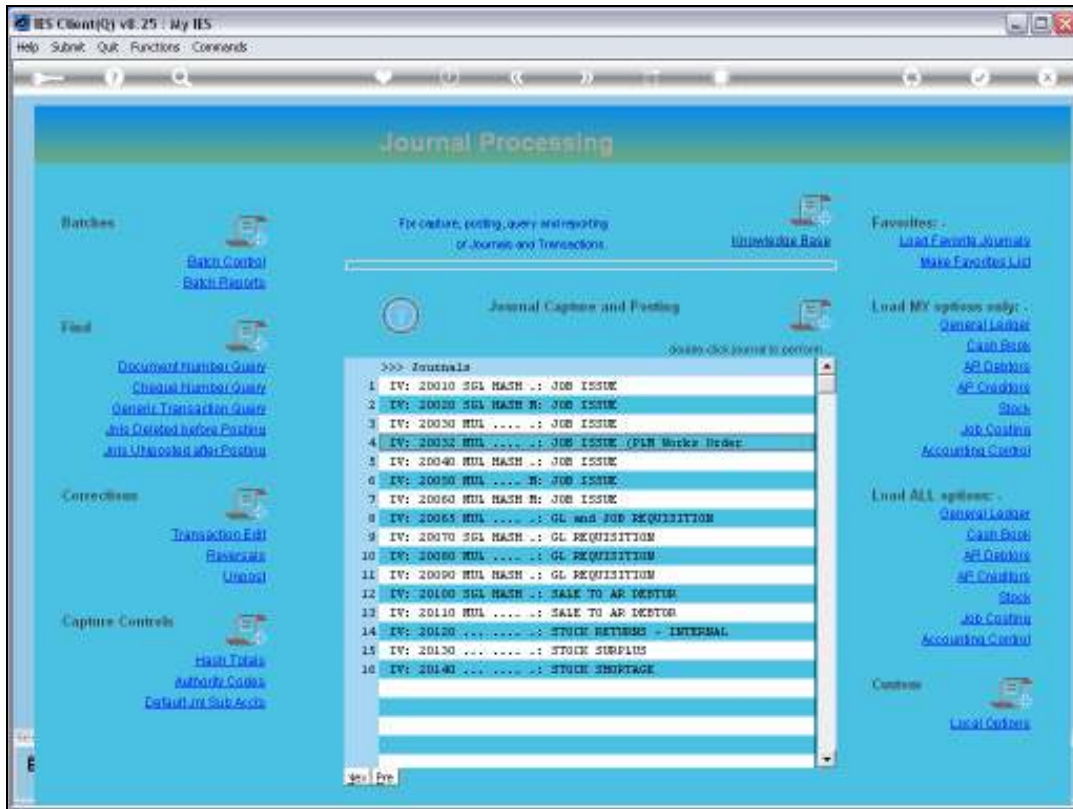 IES Client(Q) v8.25 : My IES
Help Submit Quit Functions Commands
Journal Processing
Batches
Batch Control
Batch Reports
Find
Document Number Query
Cheque Number Query
Generic Transaction Query
Jnls Deleted before Posting
Jnls Unposted after Posting
Corrections
Transaction Edit
Reversals
Unpost
Capture Controls
Hash Totals
Authority Codes
Default Jnl Sub Accts
For capture, posting, query and reporting
of Journals and Transactions.
Knowledge Base
Journal Capture and Posting
double-click journal to perform...
>>> Journals
1 IV: 20010 SGL HASH .: JOB ISSUE
2 IV: 20020 SGL HASH N: JOB ISSUE
3 IV: 20030 MUL .... .: JOB ISSUE
4 IV: 20032 MUL .... .: JOB ISSUE (PLM Works Order
5 IV: 20040 MUL HASH .: JOB ISSUE
6 IV: 20050 MUL .... N: JOB ISSUE
7 IV: 20060 MUL HASH N: JOB ISSUE
8 IV: 20065 MUL .... .: GL and JOB REQUISITION
9 IV: 20070 SGL HASH .: GL REQUISITION
10 IV: 20080 MUL .... .: GL REQUISITION
11 IV: 20090 MUL HASH .: GL REQUISITION
12 IV: 20100 SGL HASH .: SALE TO AR DEBTOR
13 IV: 20110 MUL .... .: SALE TO AR DEBTOR
14 IV: 20120 ... .... .: STOCK RETURNS - INTERNAL
15 IV: 20130 ... .... .: STOCK SURPLUS
16 IV: 20140 ... .... .: STOCK SHORTAGE
Nex Pre
Favorites: .
Load Favorite Journals
Make Favorites List
Load MY options only: .
General Ledger
Cash Book
AR Debtors
AP Creditors
Stock
Job Costing
Accounting Control
Load ALL options: .
General Ledger
Cash Book
AR Debtors
AP Creditors
Stock
Job Costing
Accounting Control
Custom
Local Options